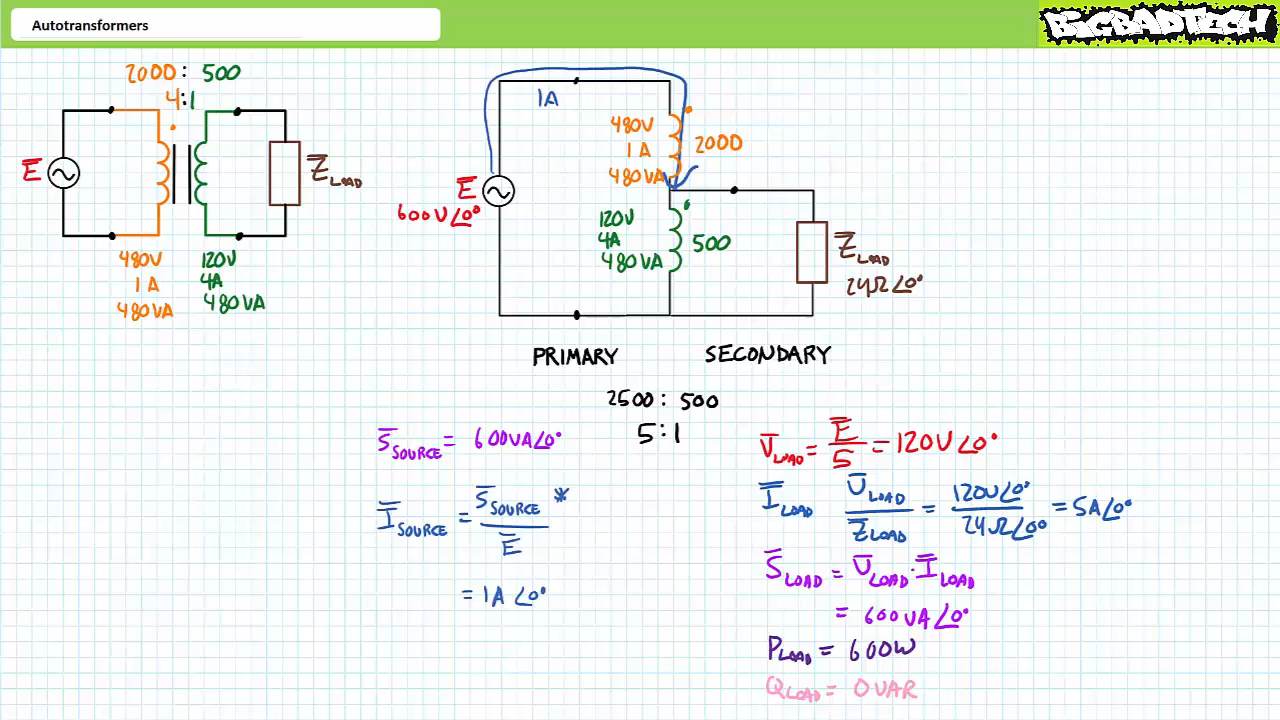 Autotransformers
BIGBADTECH
2000 : 500
4:1
E̅
Z̅LOAD
480V
1A
480VA
120V
4A
480VA
1A
480V
1A
480VA
2000
E̅
600V∠0°
120V
4A
480VA
500
Z̅LOAD
24Ω∠0°
PRIMARY
SECONDARY
2500 : 500
5:1
S̅SOURCE = 600VA∠0°
I̅SOURCE = S̅SOURCE* / E̅
= 1A∠0°
V̅LOAD = E̅ / 5 = 120V∠0°
I̅LOAD V̅LOAD / Z̅LOAD = 120V∠0° / 24Ω∠0° = 5A∠0°
S̅LOAD = V̅LOAD · I̅LOAD
= 600VA∠0°
PLOAD = 600W
QLOAD = 0VAR